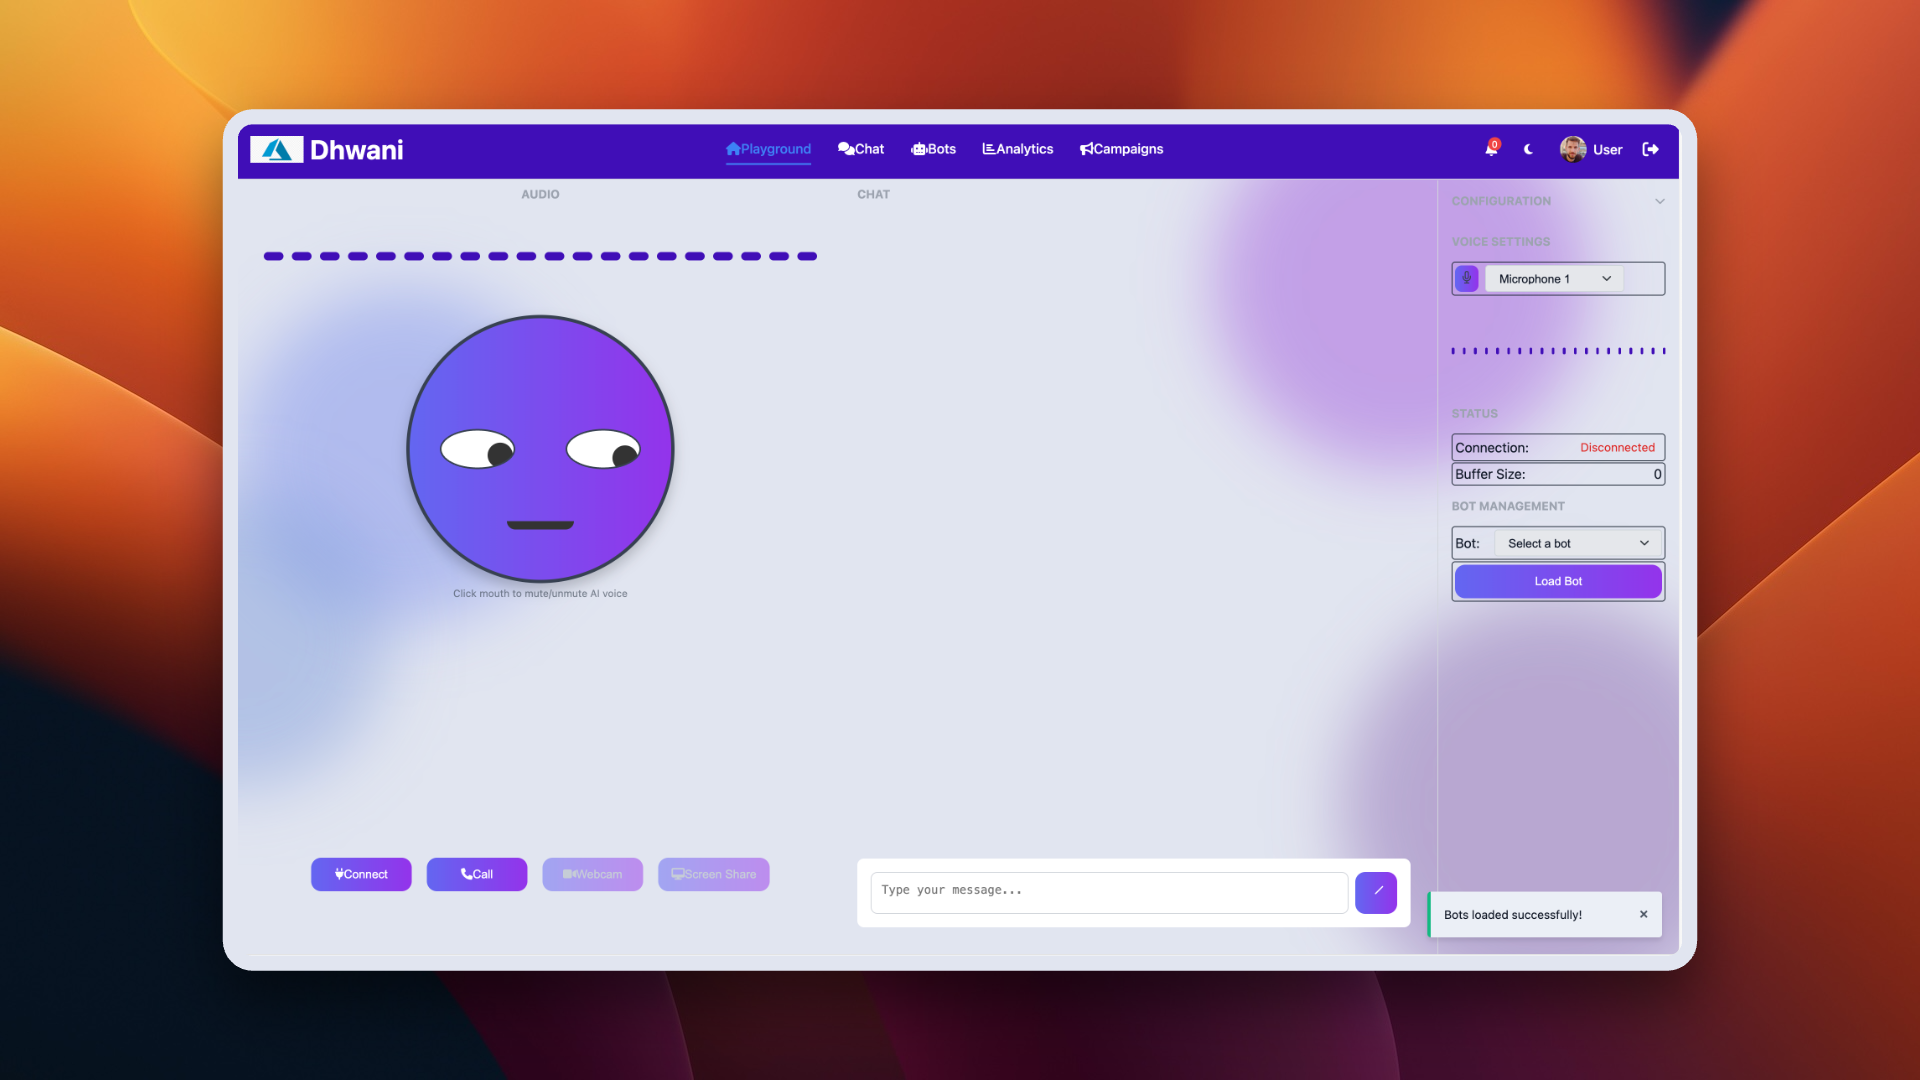 Dhwani
Playground Chat Bots Analytics Campaigns
0
User
AUDIO
CHAT
Click mouth to mute/unmute AI voice
Connect
Call
Webcam
Screen Share
Type your message...
CONFIGURATION
VOICE SETTINGS
Microphone 1
STATUS
Connection: Disconnected
Buffer Size: 0
BOT MANAGEMENT
Bot: Select a bot
Load Bot
Bots loaded successfully!